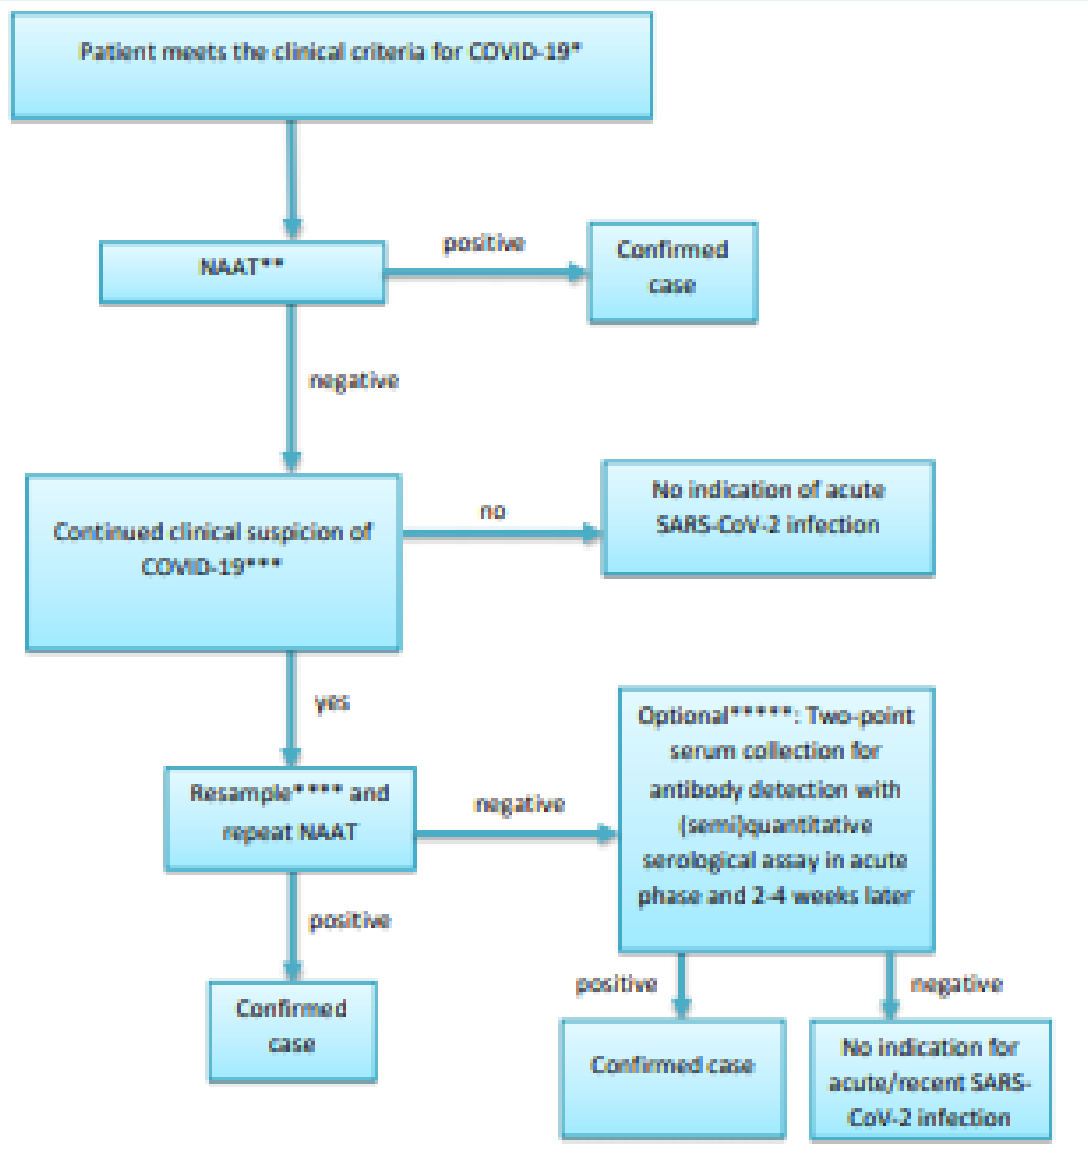 Patient meets the clinical criteria for COVID-19*
NAAT**
positive
Confirmed
case
negative
Continued clinical suspicion of
COVID-19***
no
No indication of acute
SARS-CoV-2 infection
yes
Resample**** and
repeat NAAT
negative
Optional*****: Two-point
serum collection for
antibody detection with
(semi)quantitative
serological assay in acute
phase and 2-4 weeks later
positive
Confirmed
case
positive
Confirmed case
negative
No indication for
acute/recent SARS-
CoV-2 infection